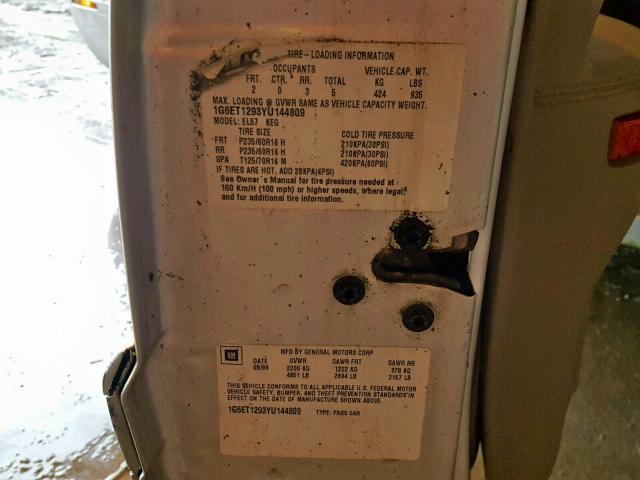 TIRE-LOADING INFORMATION
OCCUPANTS VEHICLE CAP. WT.
FRT. CTR. RR. TOTAL KG LBS
2 0 3 5 424 935
MAX. LOADING @ GVWR SAME AS VEHICLE CAPACITY WEIGHT.
1G6ET1293YU144809
MODEL: EL57 KEG
TIRE SIZE COLD TIRE PRESSURE
FRT P235/60R16 H 210KPA(30PSI)
RR P235/60R16 H 210KPA(30PSI)
SPA T125/70R16 M 420KPA(60PSI)
IF TIRES ARE HOT, ADD 28KPA(4PSI)
See Owner's Manual for tire pressure needed at
160 Km/H (100 mph) or higher speeds, where legal,
and for additional tire information.
GM
MFD BY GENERAL MOTORS CORP
DATE GVWR GAWR FRT GAWR RR
08/99 2200 KG 1222 KG 978 KG
4851 LB 2694 LB 2157 LB
THIS VEHICLE CONFORMS TO ALL APPLICABLE U.S. FEDERAL MOTOR
VEHICLE SAFETY, BUMPER, AND THEFT PREVENTION STANDARDS IN
EFFECT ON THE DATE OF MANUFACTURE SHOWN ABOVE.
1G6ET1293YU144809 TYPE: PASS CAR